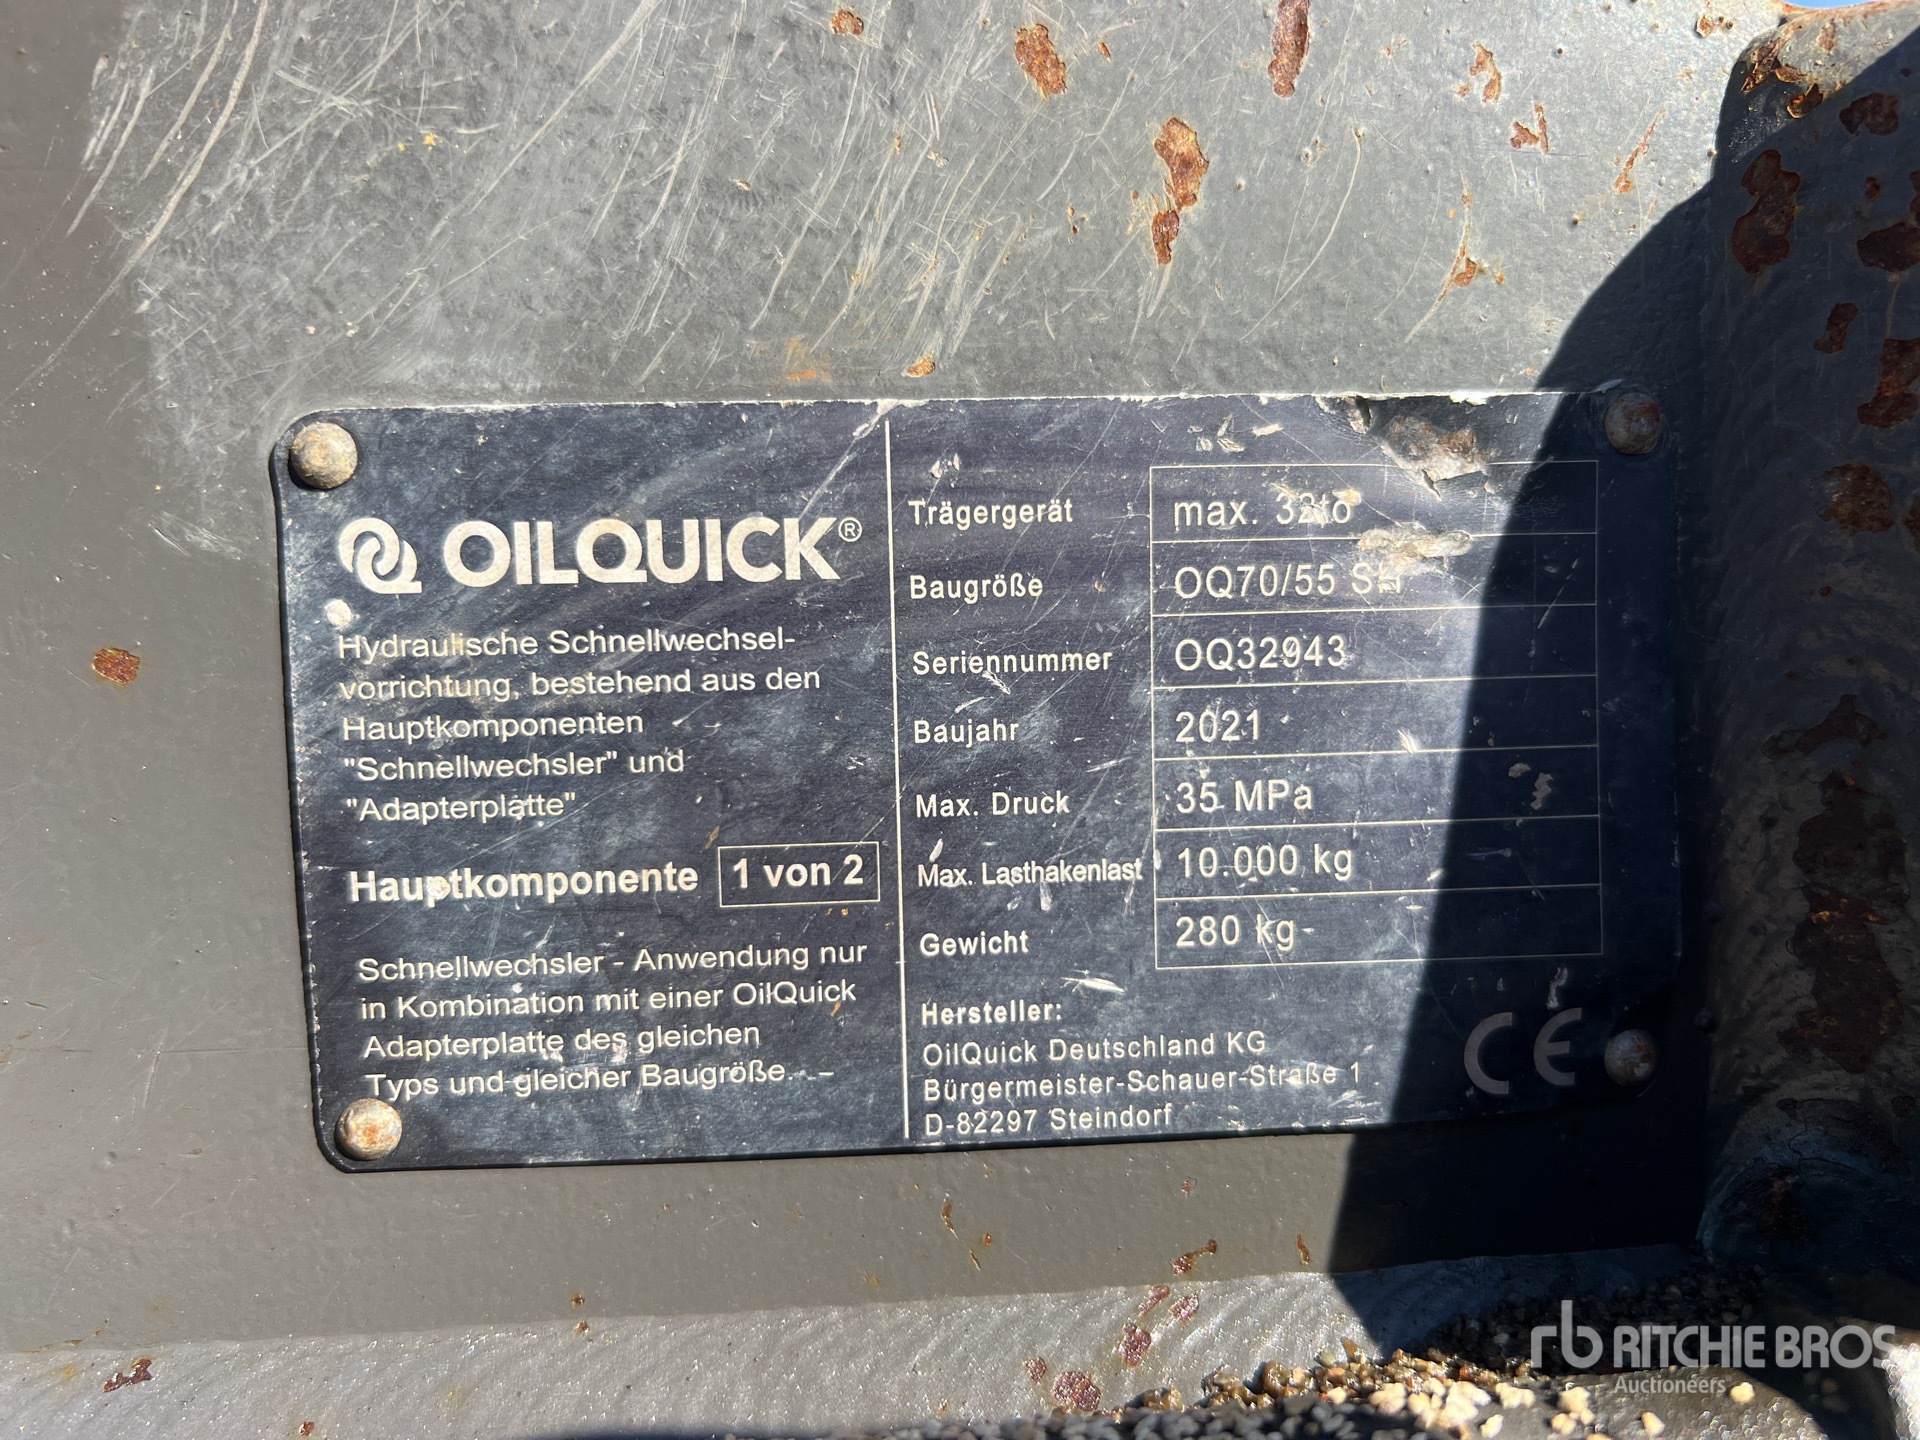 OILQUICK®
Hydraulische Schnellwechsel-
vorrichtung, bestehend aus den
Hauptkomponenten
"Schnellwechsler" und
"Adapterplatte"
Hauptkomponente 1 von 2
Schnellwechsler - Anwendung nur
in Kombination mit einer OilQuick
Adapterplatte des gleichen
Typs und gleicher Baugröße.
Trägergerät max. 32to
Baugröße OQ70/55
Seriennummer OQ32943
Baujahr 2021
Max. Druck 35 MPa
Max. Lasthakenlast 10.000 kg
Gewicht 280 kg
Hersteller:
OilQuick Deutschland KG
Bürgermeister-Schauer-Straße 1
D-82297 Steindorf
CE
rb RITCHIE BROS
Auctioneers